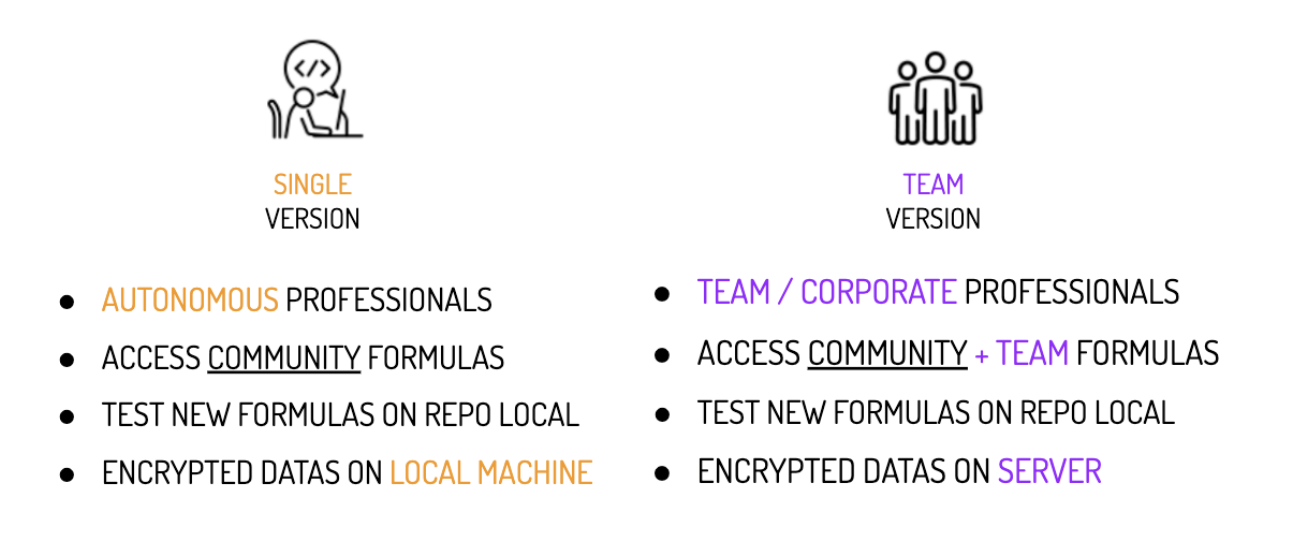 </>
SINGLE
VERSION
● AUTONOMOUS PROFESSIONALS
● ACCESS COMMUNITY FORMULAS
● TEST NEW FORMULAS ON REPO LOCAL
● ENCRYPTED DATAS ON LOCAL MACHINE
TEAM
VERSION
● TEAM / CORPORATE PROFESSIONALS
● ACCESS COMMUNITY + TEAM FORMULAS
● TEST NEW FORMULAS ON REPO LOCAL
● ENCRYPTED DATAS ON SERVER